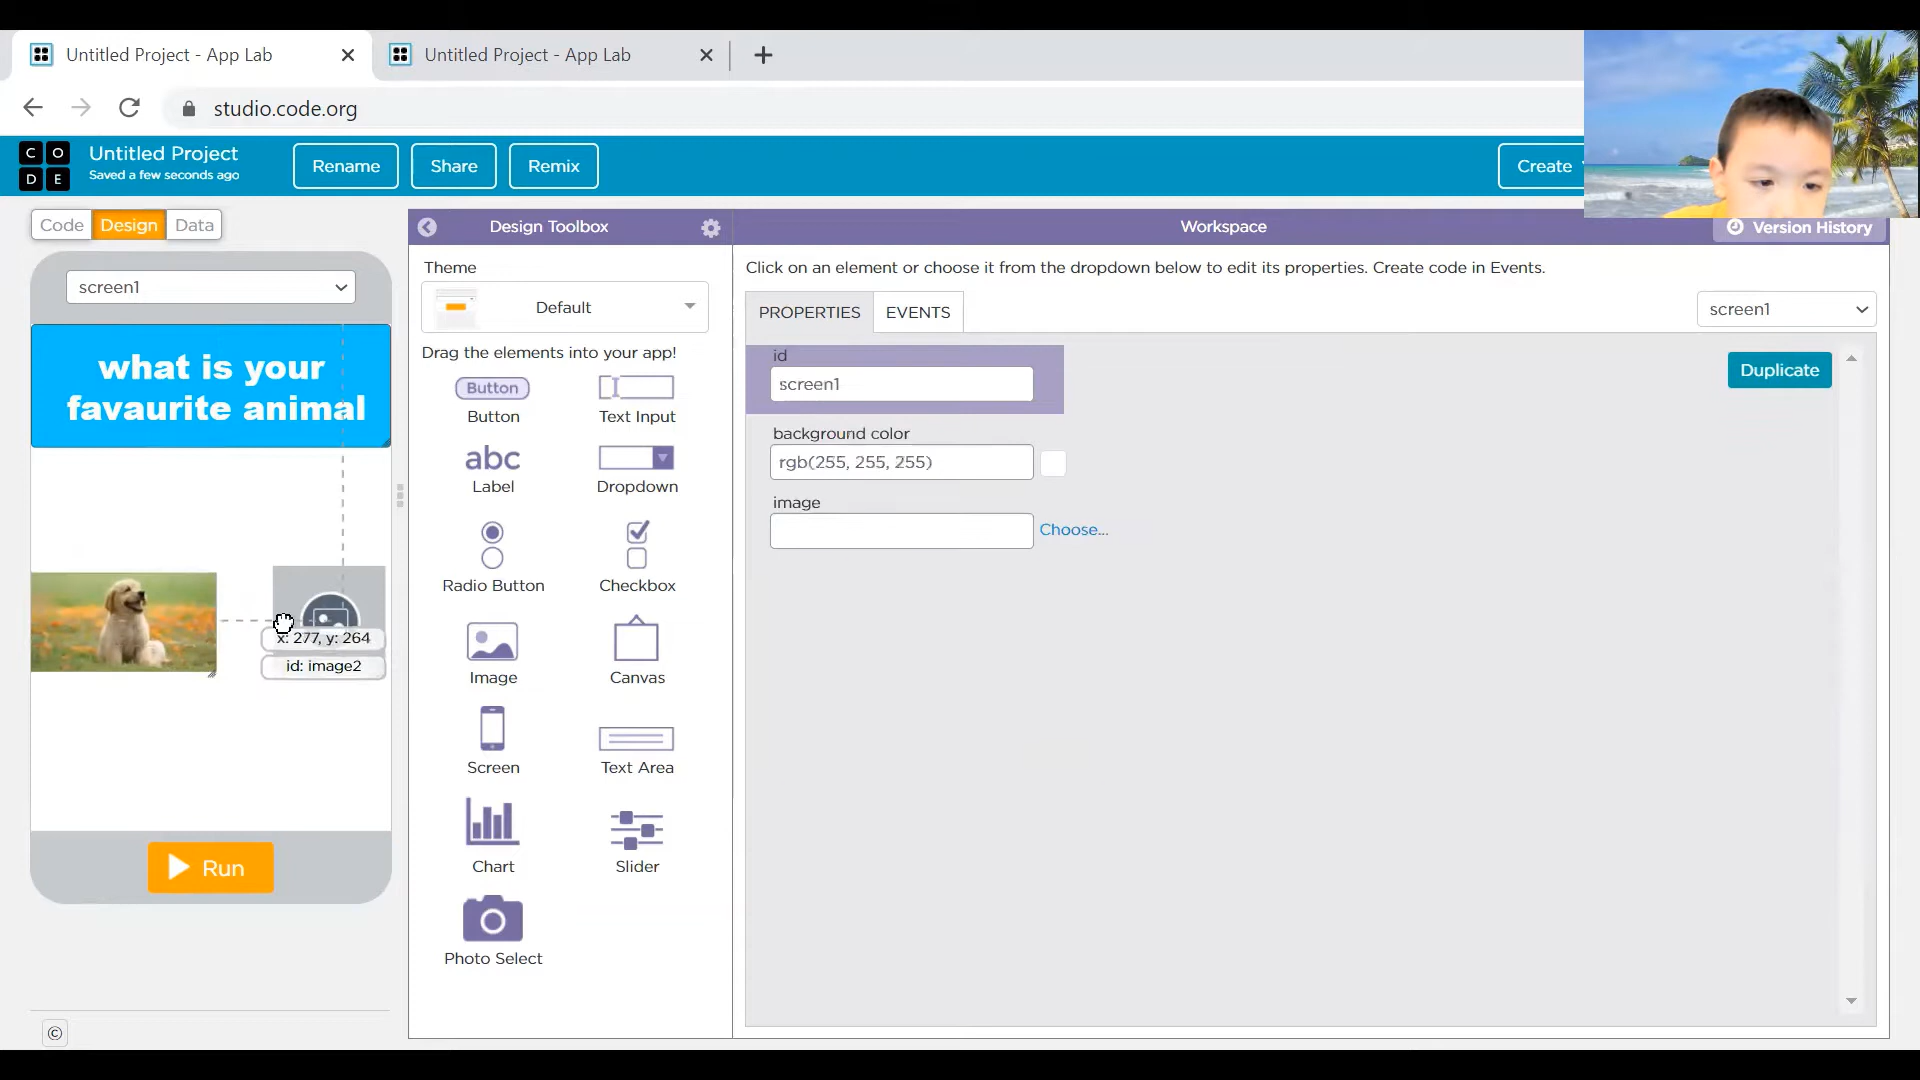 Untitled Project - App Lab
Untitled Project - App Lab
studio.code.org
C O D E
Untitled Project
Saved a few seconds ago
Rename
Share
Remix
Create
Code
Design
Data
Design Toolbox
Workspace
Version History
screen1
Theme
Default
Click on an element or choose it from the dropdown below to edit its properties. Create code in Events.
PROPERTIES
EVENTS
screen1
what is your
favaurite animal
Drag the elements into your app!
Button
Button
Text Input
abc
Label
Dropdown
Radio Button
Checkbox
Image
Canvas
Screen
Text Area
Chart
Slider
Photo Select
id
screen1
Duplicate
background color
rgb(255, 255, 255)
image
Choose...
x: 277, y: 264
id: image2
Run
©